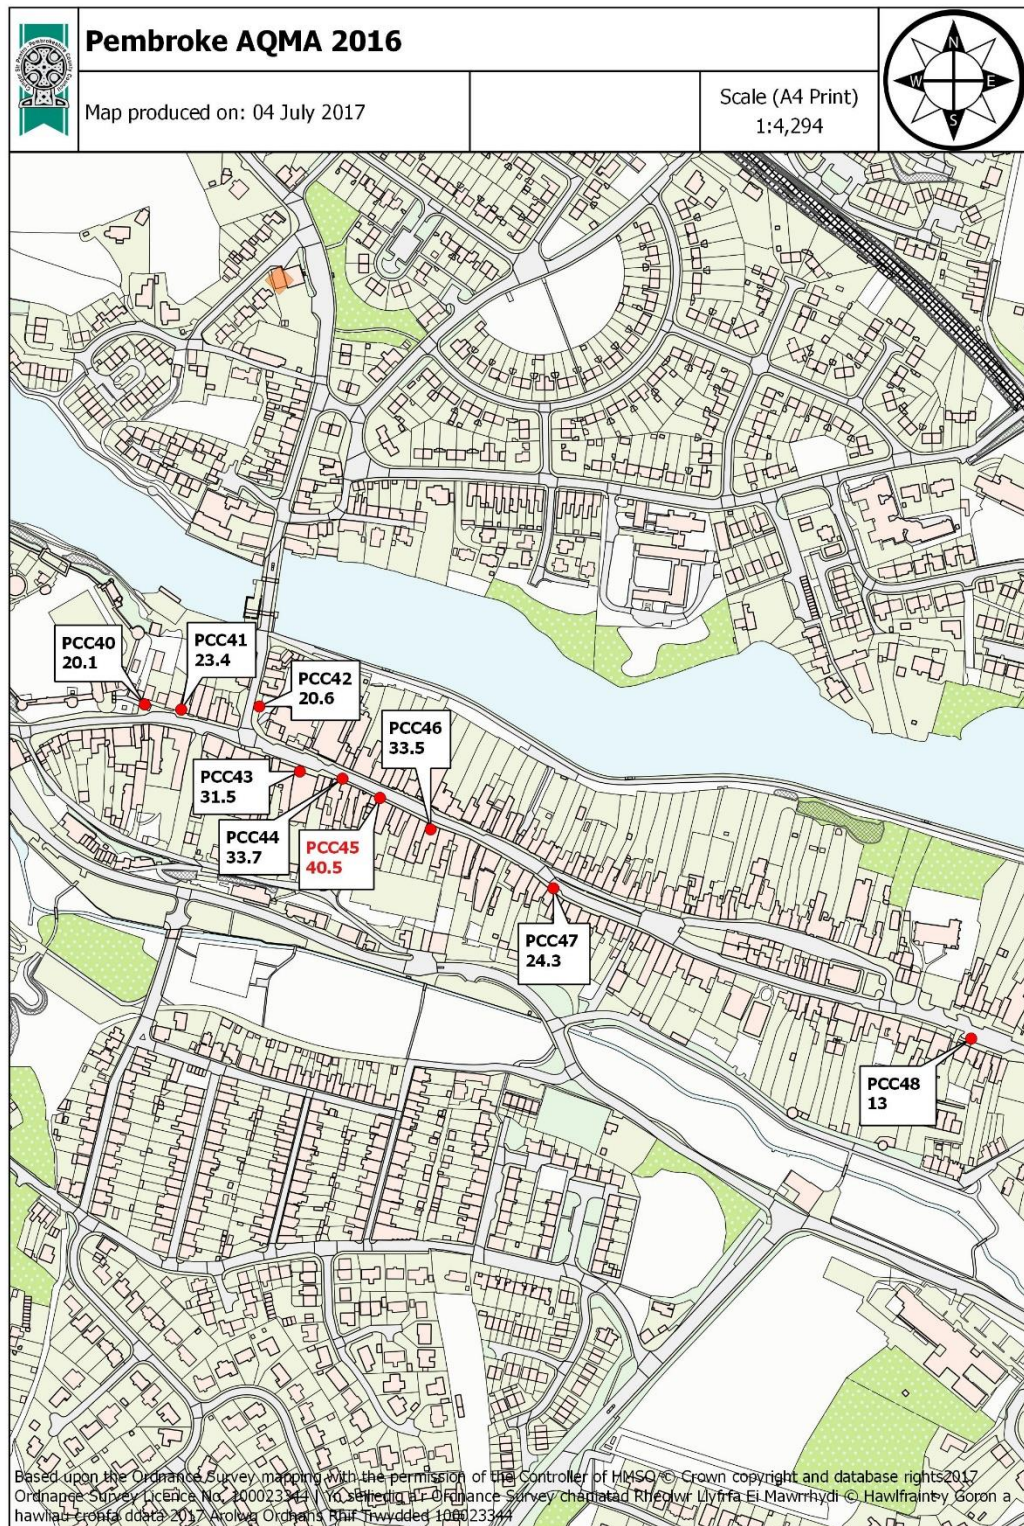 Pembroke AQMA 2016
Map produced on: 04 July 2017
Scale (A4 Print)
1:4,294
N
W
E
S
PCC40
20.1
PCC41
23.4
PCC42
20.6
PCC46
33.5
PCC43
31.5
PCC44
33.7
PCC45
40.5
PCC47
24.3
PCC48
13
Based upon the Ordnance Survey mapping with the permission of the Controller of HMSO © Crown copyright and database rights2017
Ordnance Survey Licence No. 100023344 | Yn seiliedig a'r Ordnance Survey chadiatad Rheolwr Llyfrfa Ei Mawrhydi © Hawlfraint y Goron a
hawliau cronfa ddata 2017 Arolwg Ordnans Rhif Trwydded 100023344